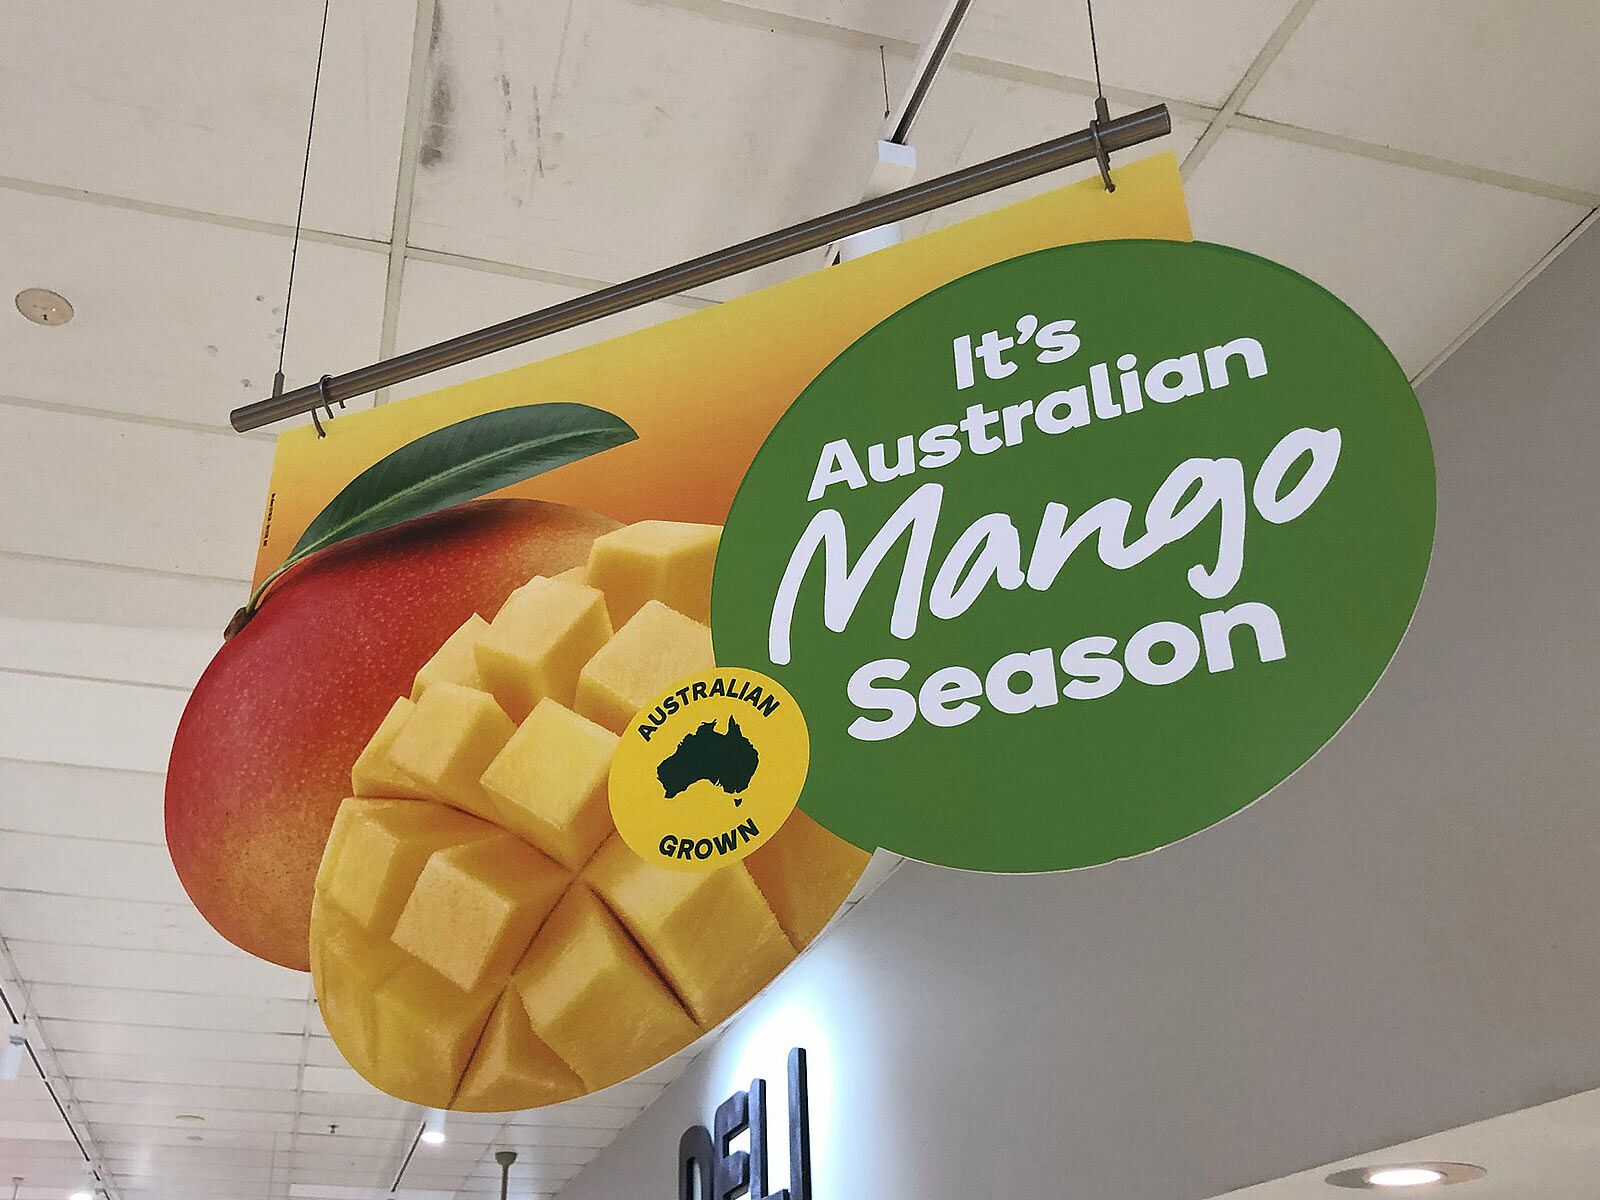 It's
Australian
Mango
Season
AUSTRALIAN
GROWN
DELI